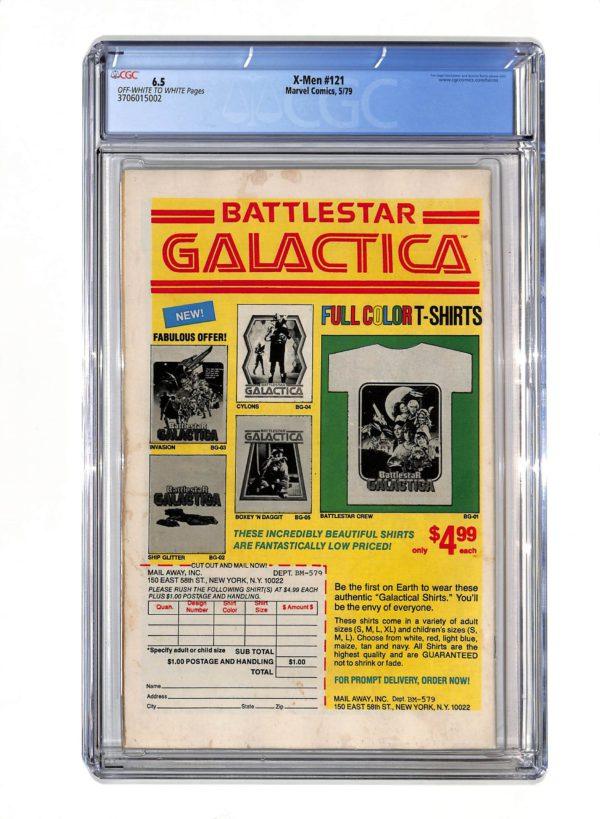 CGC
6.5
OFF-WHITE TO WHITE Pages
3706015002
X-Men #121
Marvel Comics, 5/79
CGC
BATTLESTAR
GALACTICA™
NEW!
FABULOUS OFFER!
FULL COLOR T-SHIRTS
GALACTICA
CYLONS BG-04
BattlestaR
GALACTICA
INVASION BG-03
BATTLESTAR
GALACTICA
BOXEY 'N DAGGIT BG-05
BattlestaR
GALACTICA
BATTLESTAR CREW BG-01
BattlestaR
GALACTICA
SHIP GLITTER BG-02
THESE INCREDIBLY BEAUTIFUL SHIRTS
ARE FANTASTICALLY LOW PRICED!
only $4.99 each
CUT OUT AND MAIL NOW!
MAIL AWAY, INC. DEPT. BM-579
150 EAST 58th ST., NEW YORK, N.Y. 10022
PLEASE RUSH THE FOLLOWING SHIRT(S) AT $4.99 EACH
PLUS $1.00 POSTAGE AND HANDLING.
Quan. Design Number Shirt Color Shirt Size $ Amount $
*Specify adult or child size SUB TOTAL
$1.00 POSTAGE AND HANDLING $1.00
TOTAL
Name
Address
City State Zip
Be the first on Earth to wear these
authentic "Galactical Shirts." You'll
be the envy of everyone.
These shirts come in a variety of adult
sizes (S, M, L, XL) and children's sizes (S,
M, L). Choose from white, red, light blue,
maize, tan and navy. All Shirts are the
highest quality and are GUARANTEED
not to shrink or fade.
FOR PROMPT DELIVERY, ORDER NOW!
MAIL AWAY, INC. Dept. BM-579
150 EAST 58th ST., NEW YORK, N.Y. 10022